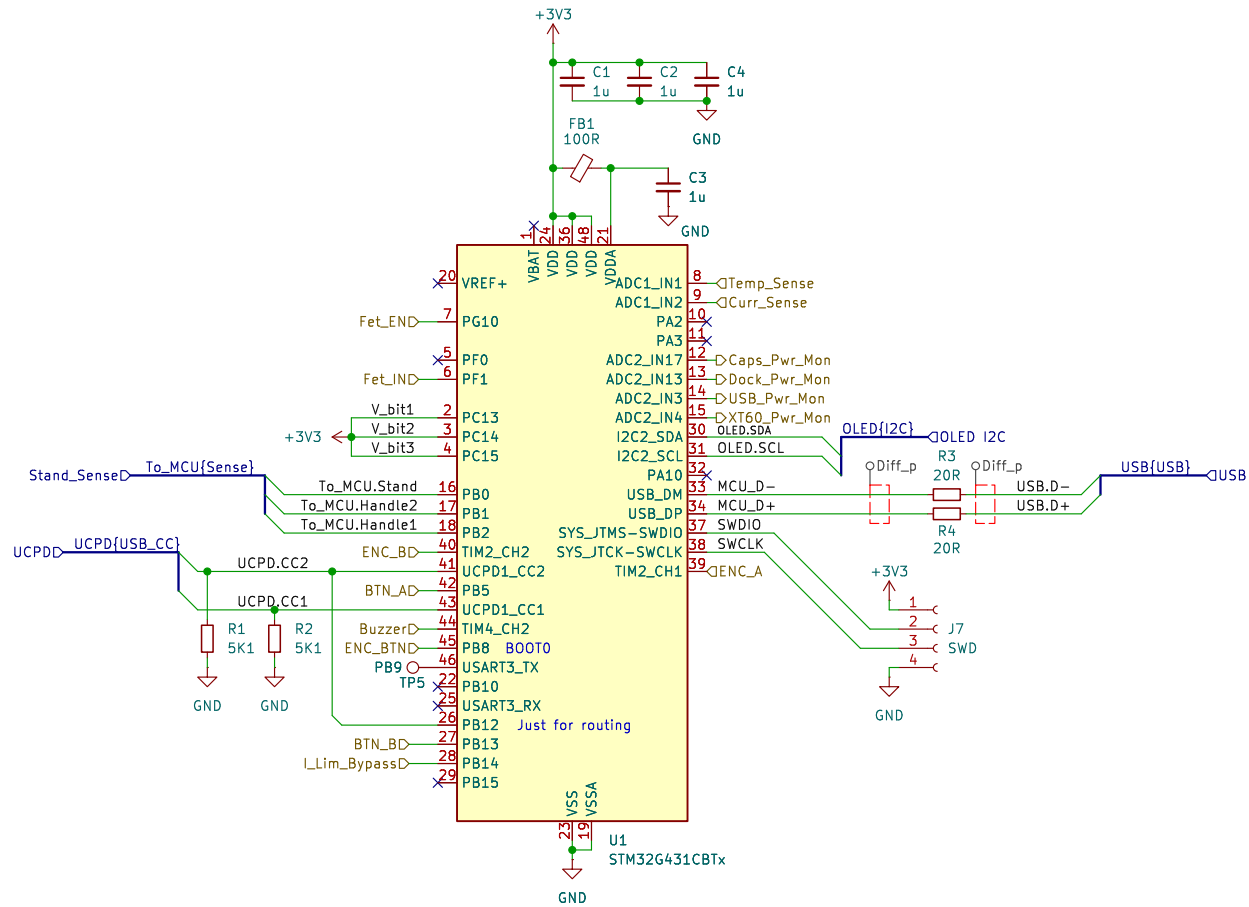 +3V3
C1
1u
C2
1u
C4
1u
GND
FB1
100R
C3
1u
GND
1 24 36 48 21
VBAT VDD VDD VDD VDDA
20 VREF+
Fet_EN 7 PG10
5 PF0
Fet_IN 6 PF1
V_bit1 2 PC13
+3V3 V_bit2 3 PC14
V_bit3 4 PC15
Stand_Sense To_MCU{Sense}
To_MCU.Stand 16 PB0
To_MCU.Handle2 17 PB1
To_MCU.Handle1 18 PB2
UCPD UCPD{USB_CC}
ENC_B 40 TIM2_CH2
UCPD.CC2 41 UCPD1_CC2
BTN_A 42 PB5
UCPD.CC1 43 UCPD1_CC1
Buzzer 44 TIM4_CH2
ENC_BTN 45 PB8 BOOT0
PB9 46 USART3_TX
TP5
22 PB10
25 USART3_RX
26 PB12 Just for routing
BTN_B 27 PB13
I_Lim_Bypass 28 PB14
29 PB15
R1
5K1
GND
R2
5K1
GND
ADC1_IN1 8 Temp_Sense
ADC1_IN2 9 Curr_Sense
PA2 10
PA3 11
ADC2_IN17 12 Caps_Pwr_Mon
ADC2_IN13 13 Dock_Pwr_Mon
ADC2_IN3 14 USB_Pwr_Mon
ADC2_IN4 15 XT60_Pwr_Mon
I2C2_SDA 30 OLED.SDA
I2C2_SCL 31 OLED.SCL
OLED{I2C} OLED I2C
PA10 32
USB_DM 33 MCU_D-
USB_DP 34 MCU_D+
Diff_p
R3
20R
Diff_p
R4
20R
USB.D-
USB.D+
USB{USB} USB
SYS_JTMS-SWDIO 37 SWDIO
SYS_JTCK-SWCLK 38 SWCLK
TIM2_CH1 39 ENC_A
+3V3
1
2
3
4
J7
SWD
GND
VSS VSSA
23 19
U1
STM32G431CBTx
GND